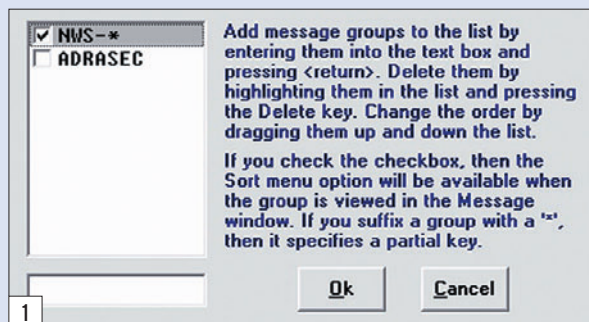 NWS-*
ADRASEC
Add message groups to the list by
entering them into the text box and
pressing <return>. Delete them by
highlighting them in the list and pressing
the Delete key. Change the order by
dragging them up and down the list.
If you check the checkbox, then the
Sort menu option will be available when
the group is viewed in the Message
window. If you suffix a group with a '*',
then it specifies a partial key.
Ok
Cancel
1